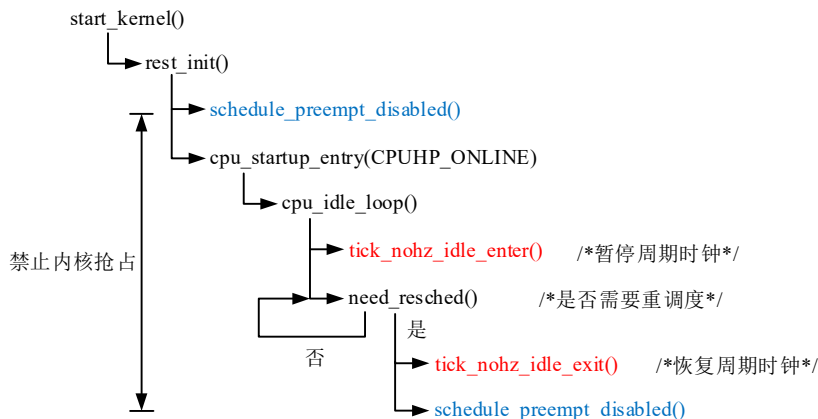 start_kernel()
rest_init()
schedule_preempt_disabled()
cpu_startup_entry(CPUHP_ONLINE)
cpu_idle_loop()
禁止内核抢占
tick_nohz_idle_enter() /*暂停周期时钟*/
need_resched() /*是否需要重调度*/
是
否
tick_nohz_idle_exit() /*恢复周期时钟*/
schedule_preempt_disabled()